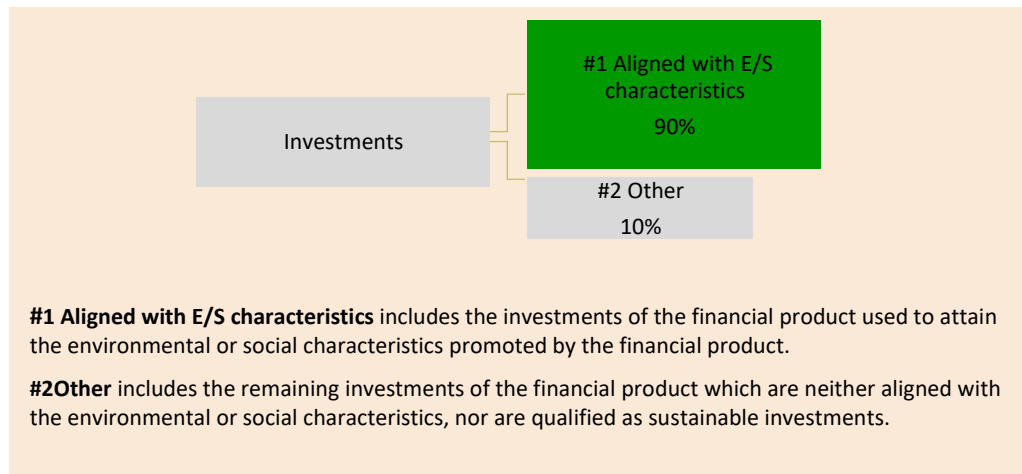 #1 Aligned with E/S
characteristics
90%
Investments
#2 Other
10%
#1 Aligned with E/S characteristics includes the investments of the financial product used to attain
the environmental or social characteristics promoted by the financial product.
#2Other includes the remaining investments of the financial product which are neither aligned with
the environmental or social characteristics, nor are qualified as sustainable investments.